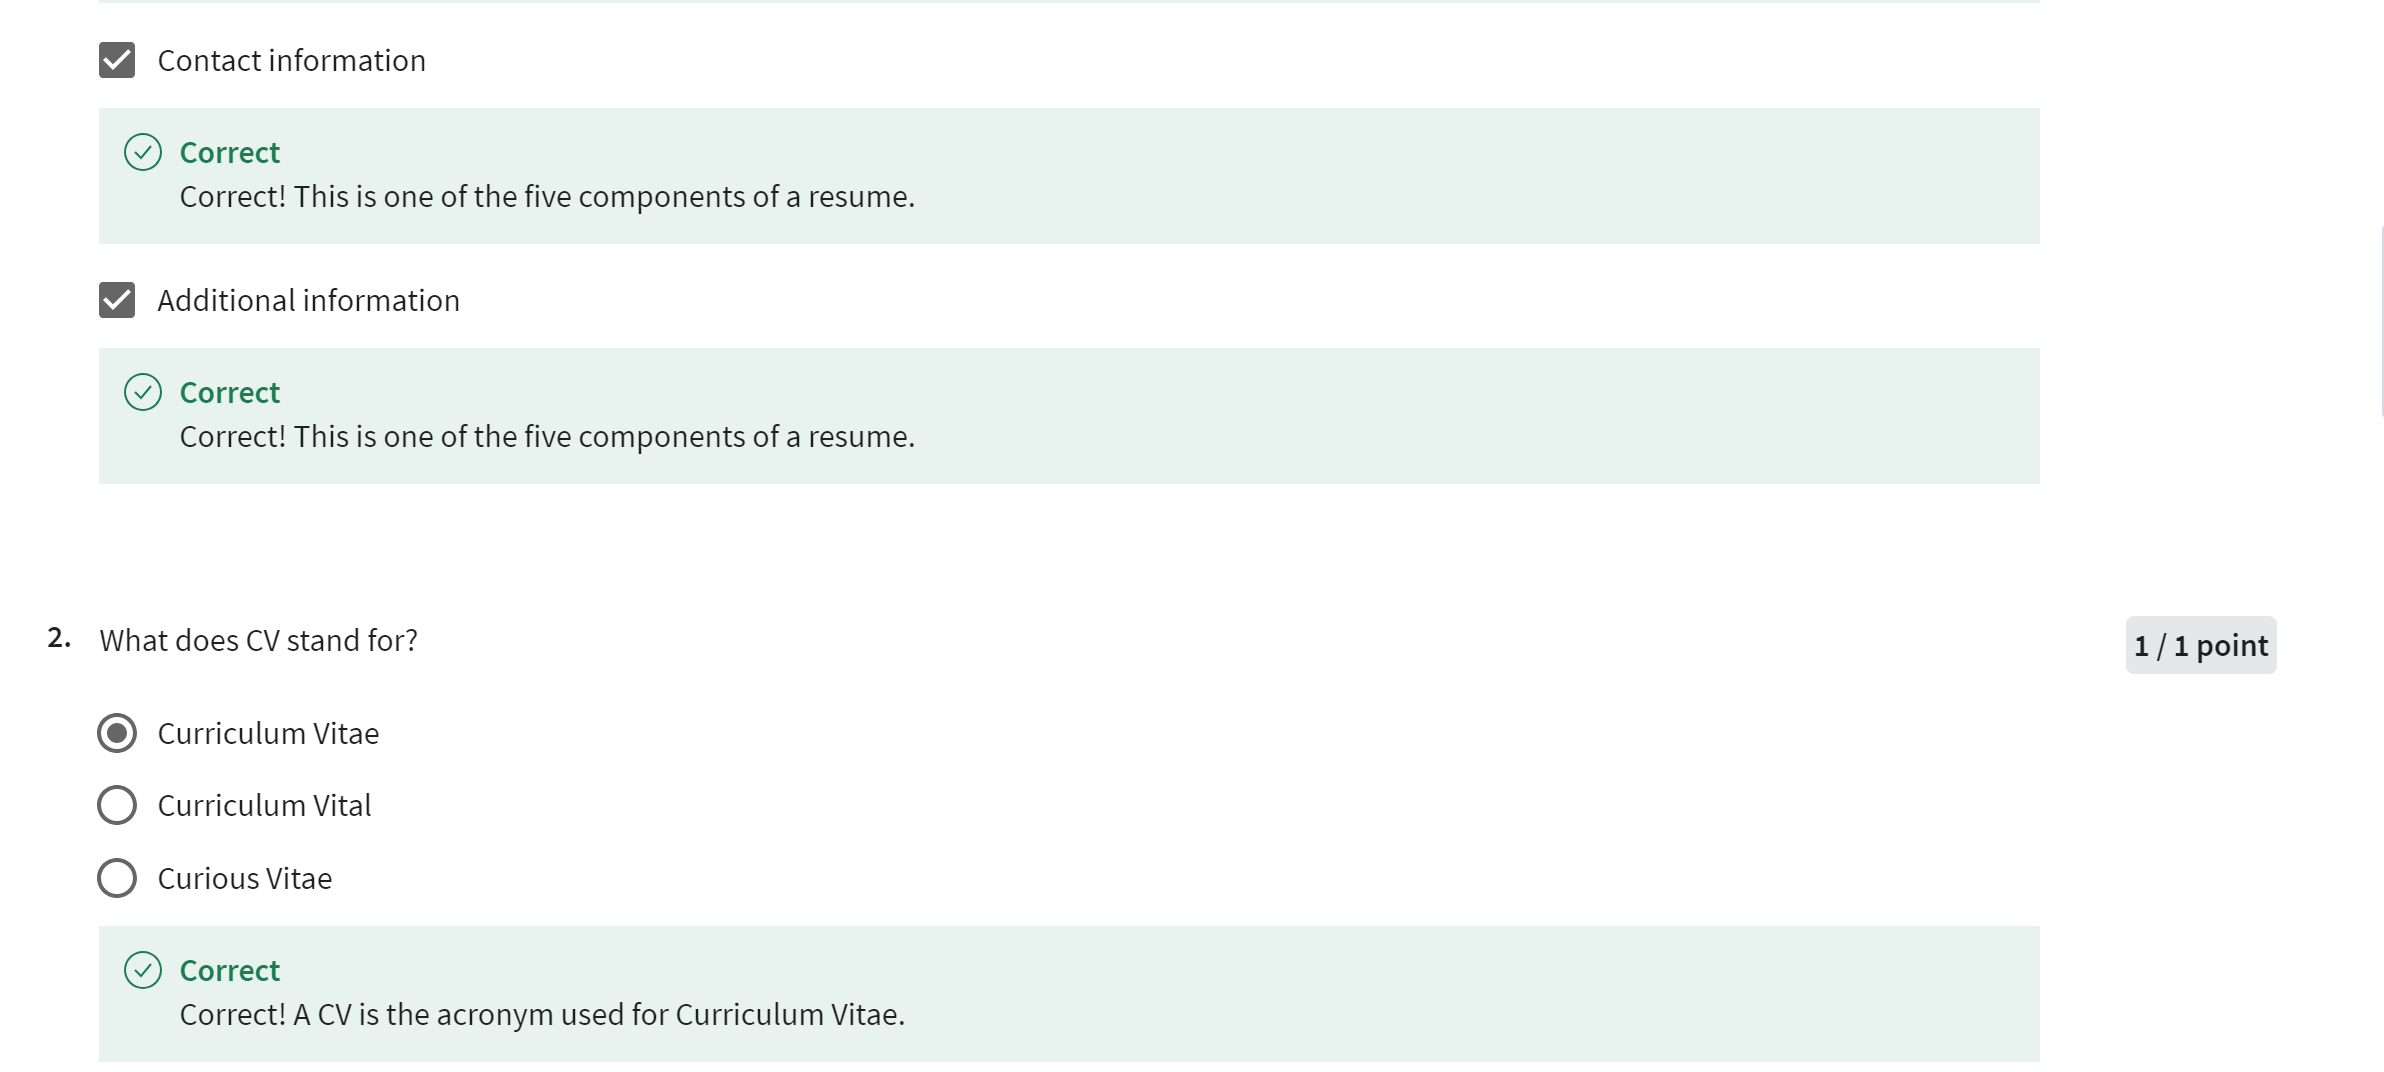 Contact information
Correct
Correct! This is one of the five components of a resume.
Additional information
Correct
Correct! This is one of the five components of a resume.
2. What does CV stand for?
1 / 1 point
Curriculum Vitae
Curriculum Vital
Curious Vitae
Correct
Correct! A CV is the acronym used for Curriculum Vitae.